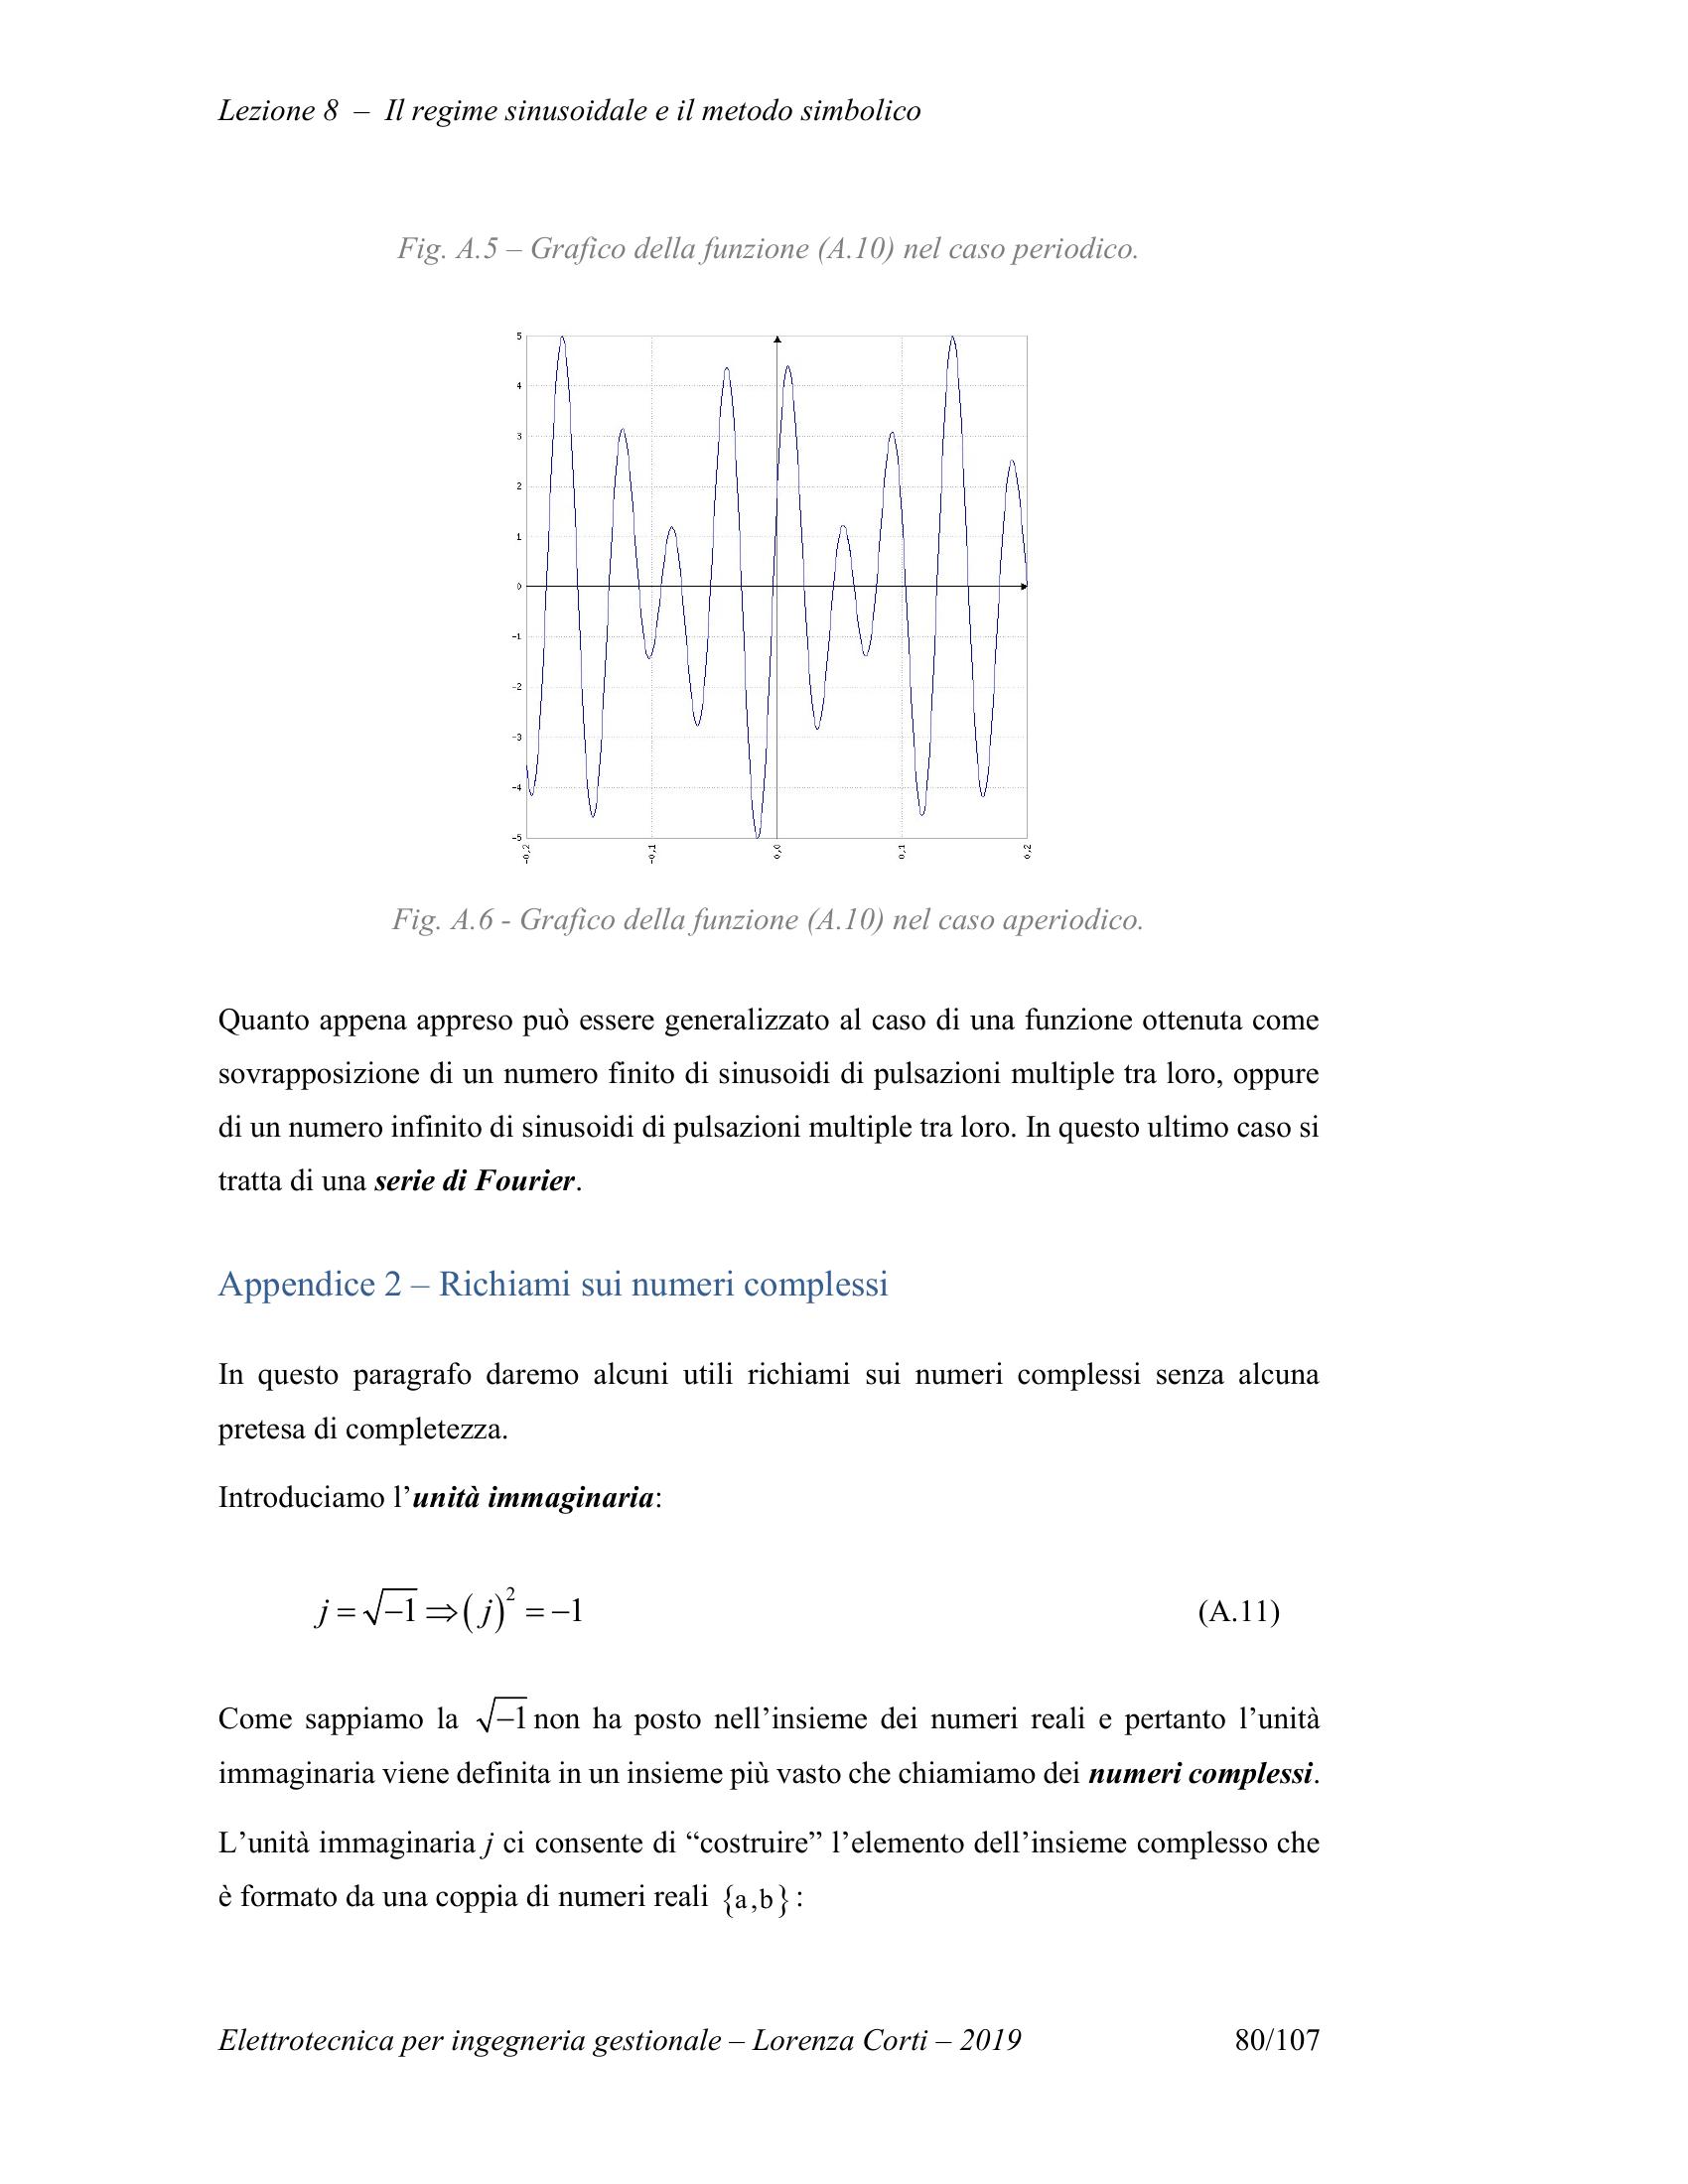 Lezione 8 – Il regime sinusoidale e il metodo simbolico
Fig. A.5 – Grafico della funzione (A.10) nel caso periodico.
5
4
3
2
1
0
-1
-2
-3
-4
-5
-0,2
-0,1
0,0
0,1
0,2
Fig. A.6 - Grafico della funzione (A.10) nel caso aperiodico.
Quanto appena appreso può essere generalizzato al caso di una funzione ottenuta come
sovrapposizione di un numero finito di sinusoidi di pulsazioni multiple tra loro, oppure
di un numero infinito di sinusoidi di pulsazioni multiple tra loro. In questo ultimo caso si
tratta di una serie di Fourier.
Appendice 2 – Richiami sui numeri complessi
In questo paragrafo daremo alcuni utili richiami sui numeri complessi senza alcuna
pretesa di completezza.
Introduciamo l’unità immaginaria:
j = √−1 ⇒ (j)² = −1 (A.11)
Come sappiamo la √−1 non ha posto nell’insieme dei numeri reali e pertanto l’unità
immaginaria viene definita in un insieme più vasto che chiamiamo dei numeri complessi.
L’unità immaginaria j ci consente di “costruire” l’elemento dell’insieme complesso che
è formato da una coppia di numeri reali {a,b}:
Elettrotecnica per ingegneria gestionale – Lorenza Corti – 2019 80/107